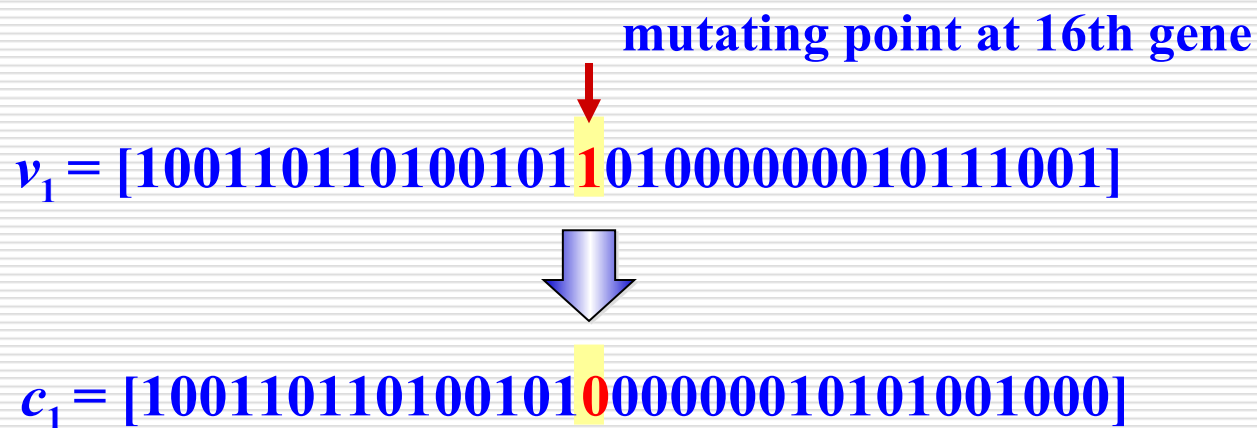 mutating point at 16th gene
v₁ = [100110110100101101000000010111001]
c₁ = [100110110100101000000010101001000]